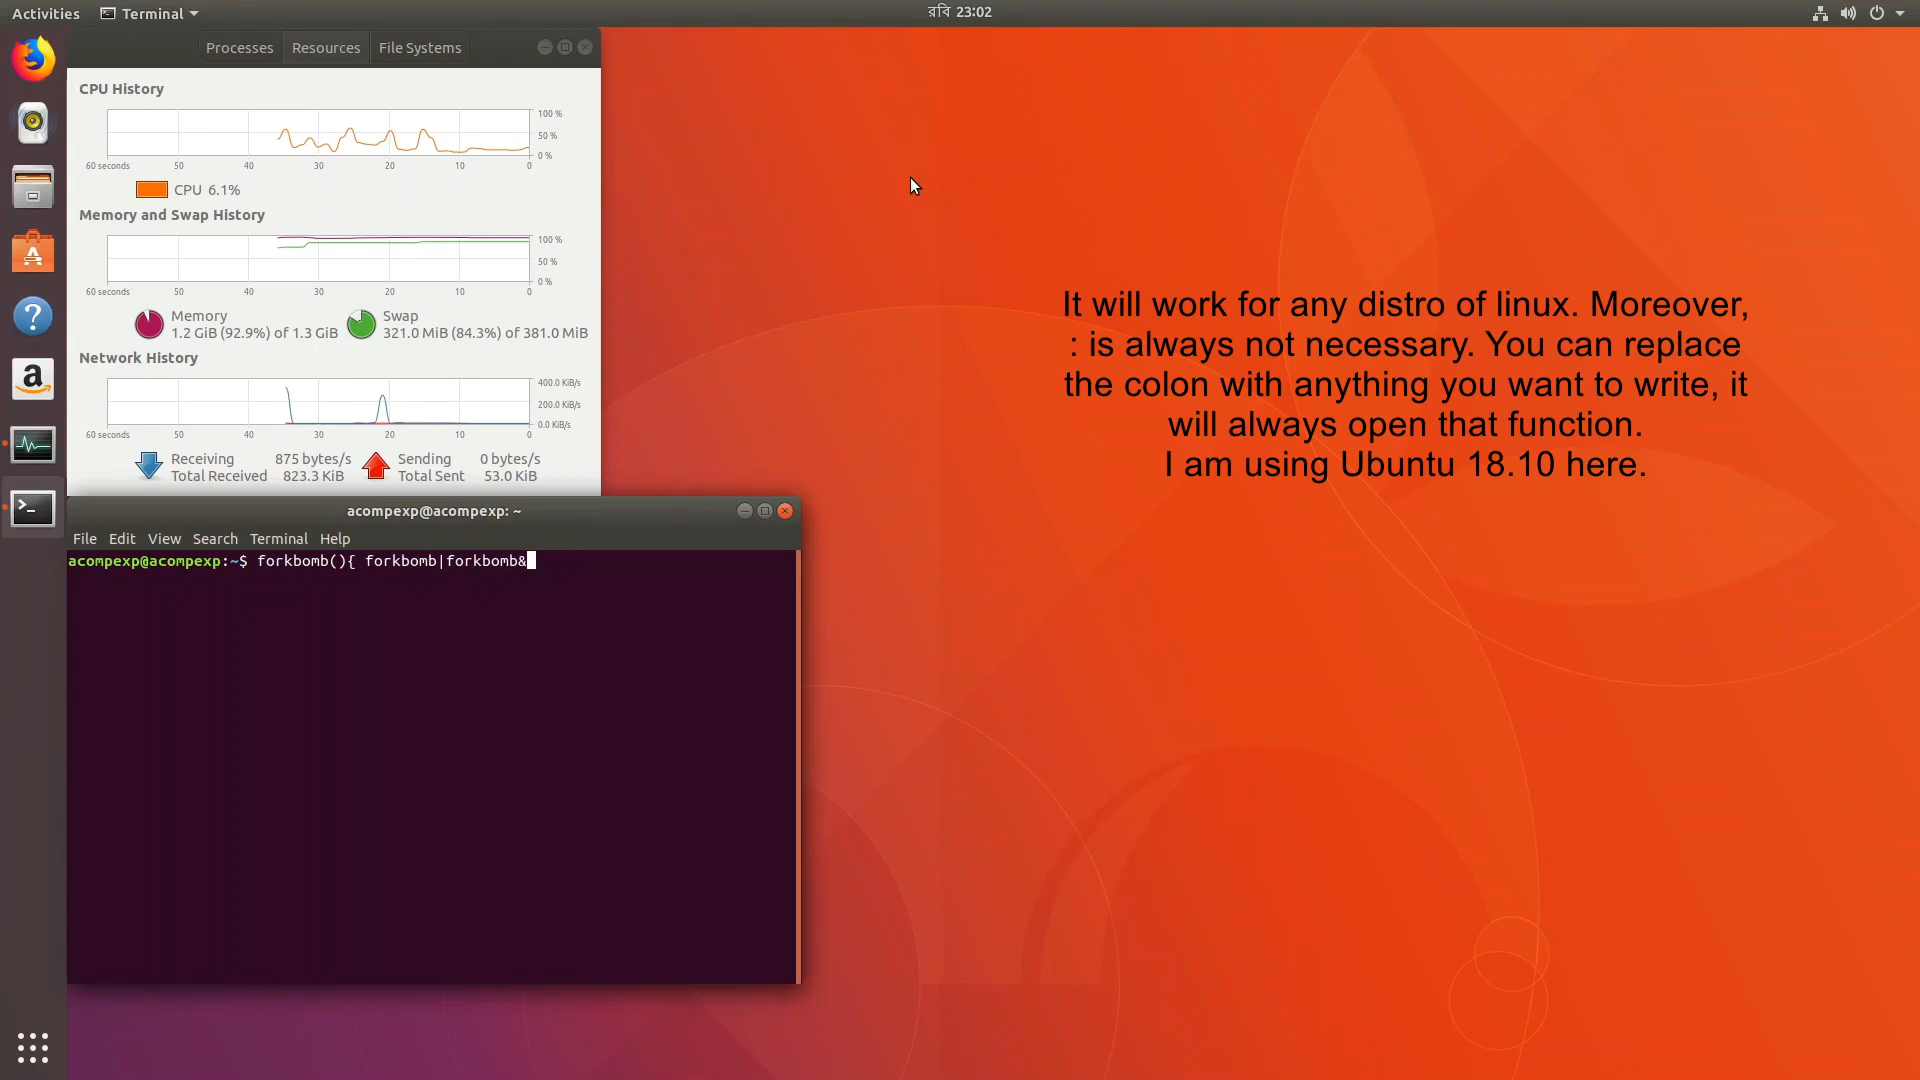 Activities
Terminal
রবি 23:02
Processes
Resources
File Systems
CPU History
100 %
50 %
0 %
60 seconds 50 40 30 20 10 0
CPU 6.1%
Memory and Swap History
100 %
50 %
0 %
60 seconds 50 40 30 20 10 0
Memory
1.2 GiB (92.9%) of 1.3 GiB
Swap
321.0 MiB (84.3%) of 381.0 MiB
Network History
400.0 KiB/s
200.0 KiB/s
0.0 KiB/s
60 seconds 50 40 30 20 10 0
Receiving 875 bytes/s
Total Received 823.3 KiB
Sending 0 bytes/s
Total Sent 53.0 KiB
acompexp@acompexp: ~
File Edit View Search Terminal Help
acompexp@acompexp:~$ forkbomb(){ forkbomb|forkbomb&
It will work for any distro of linux. Moreover,
: is always not necessary. You can replace
the colon with anything you want to write, it
will always open that function.
I am using Ubuntu 18.10 here.